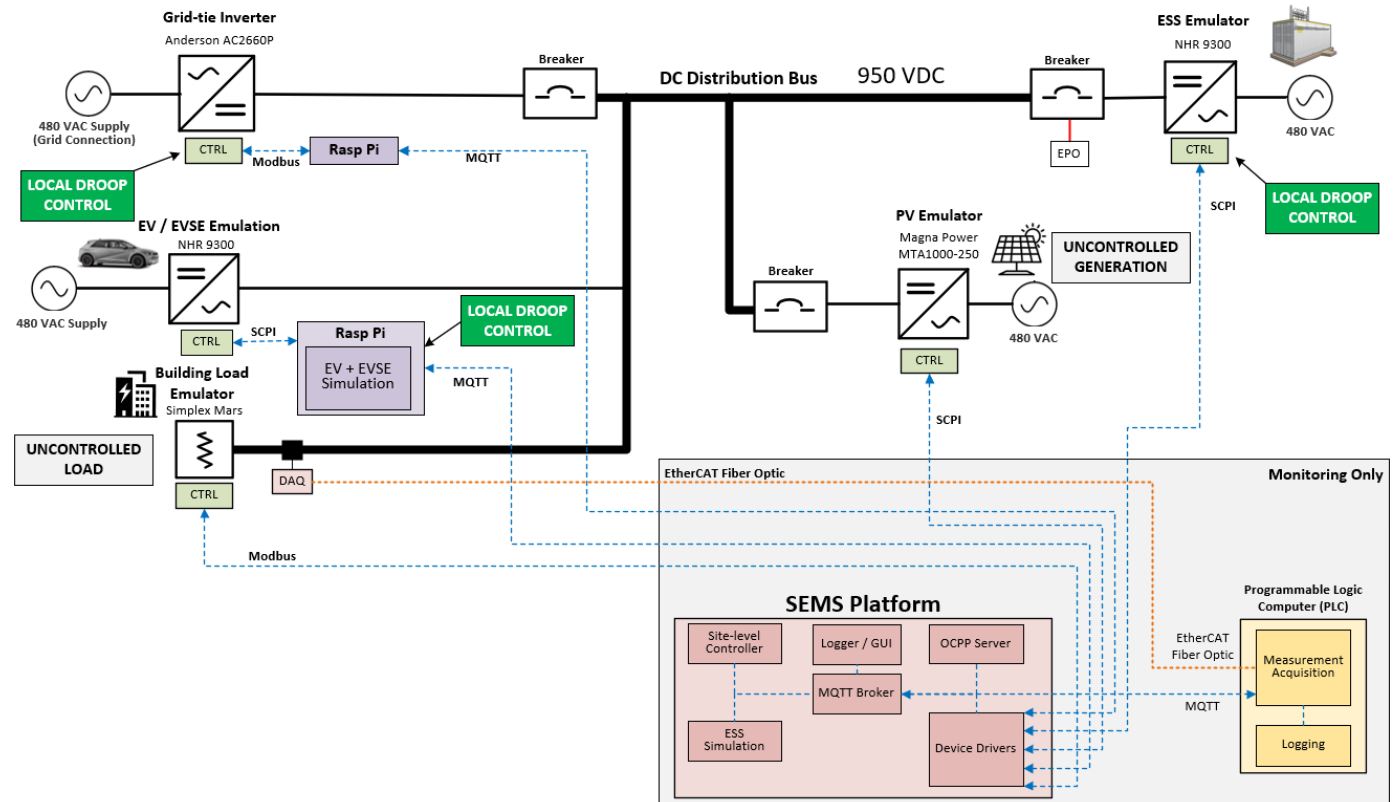 Grid-tie Inverter
Anderson AC2660P
480 VAC Supply
(Grid Connection)
CTRL
Modbus
Rasp Pi
MQTT
LOCAL DROOP
CONTROL
Breaker
DC Distribution Bus
950 VDC
Breaker
EPO
ESS Emulator
NHR 9300
480 VAC
CTRL
SCPI
LOCAL DROOP
CONTROL
EV / EVSE Emulation
NHR 9300
480 VAC Supply
CTRL
SCPI
Rasp Pi
EV + EVSE
Simulation
MQTT
LOCAL DROOP
CONTROL
PV Emulator
Magna Power
MTA1000-250
UNCONTROLLED
GENERATION
Breaker
480 VAC
CTRL
SCPI
Building Load
Emulator
Simplex Mars
UNCONTROLLED
LOAD
CTRL
DAQ
Modbus
EtherCAT Fiber Optic
Monitoring Only
SEMS Platform
Site-level
Controller
Logger / GUI
OCPP Server
MQTT Broker
ESS
Simulation
Device Drivers
Programmable Logic
Computer (PLC)
EtherCAT
Fiber Optic
Measurement
Acquisition
MQTT
Logging